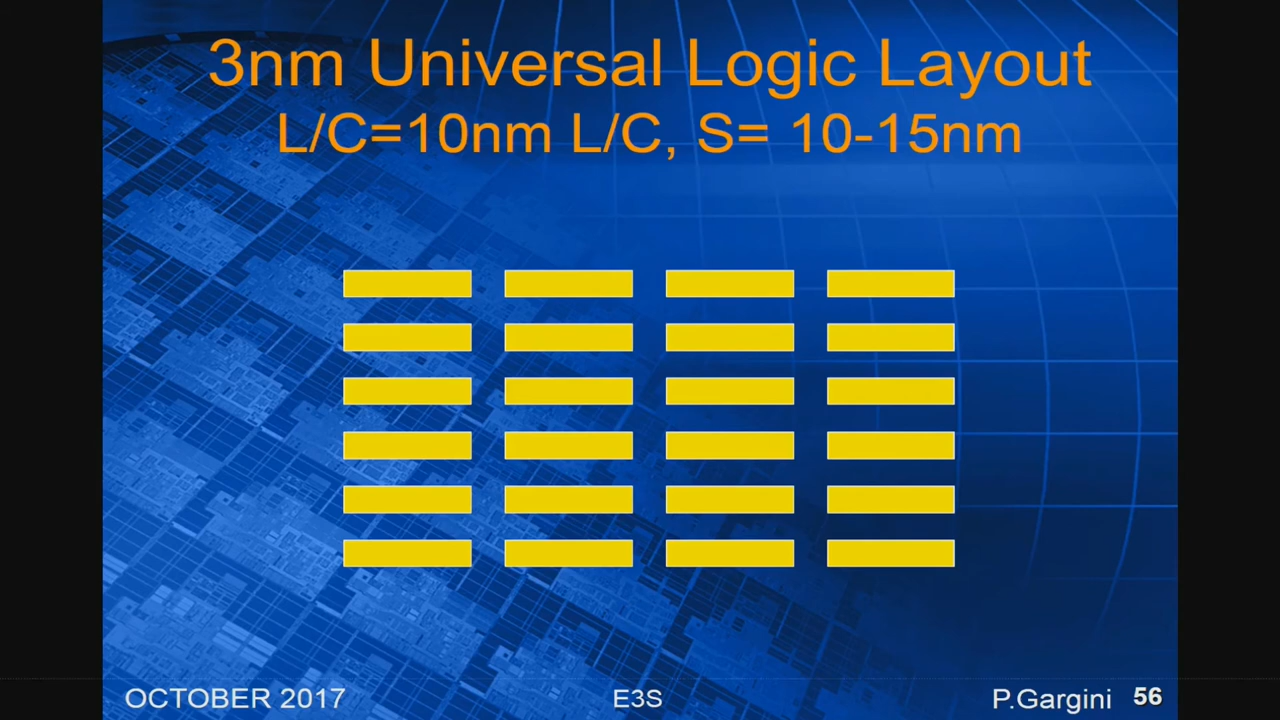 3nm Universal Logic Layout
L/C=10nm L/C, S= 10-15nm
OCTOBER 2017 E3S P.Gargini 56